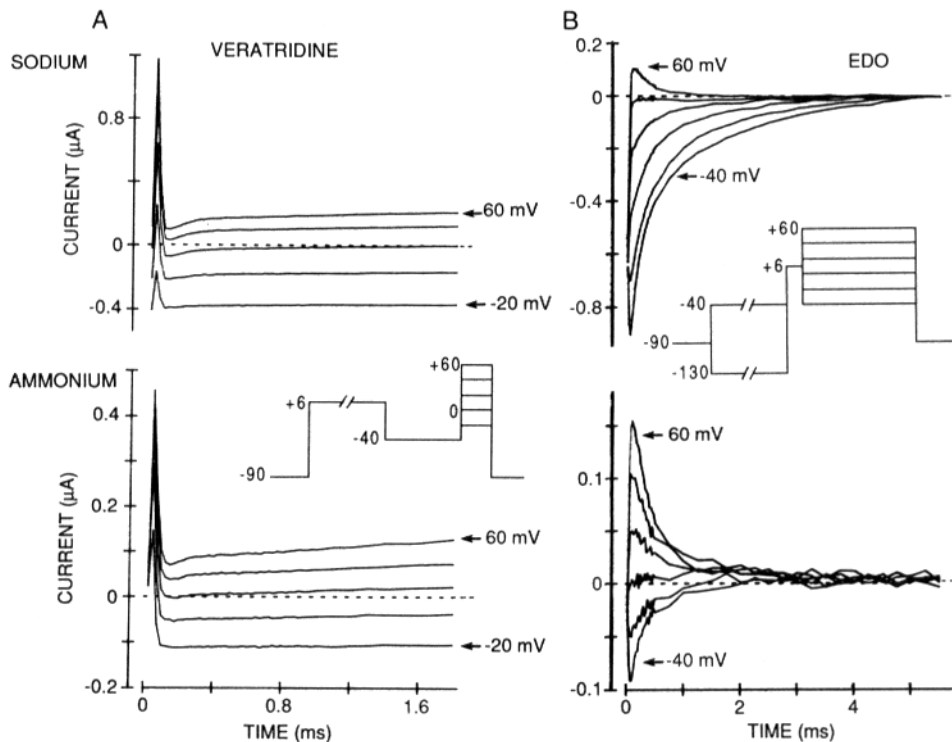 A
B
SODIUM
VERATRIDINE
EDO
CURRENT (μA)
0.8
0
-0.4
60 mV
-20 mV
CURRENT (μA)
0
-0.4
-0.8
60 mV
-40 mV
+60
+6
-40
-90
-130
AMMONIUM
CURRENT (μA)
0.4
0.2
0
-0.2
+60
+6
0
-40
-90
60 mV
-20 mV
0
0.8
1.6
TIME (ms)
0.1
0
-0.1
60 mV
-40 mV
0
2
4
TIME (ms)